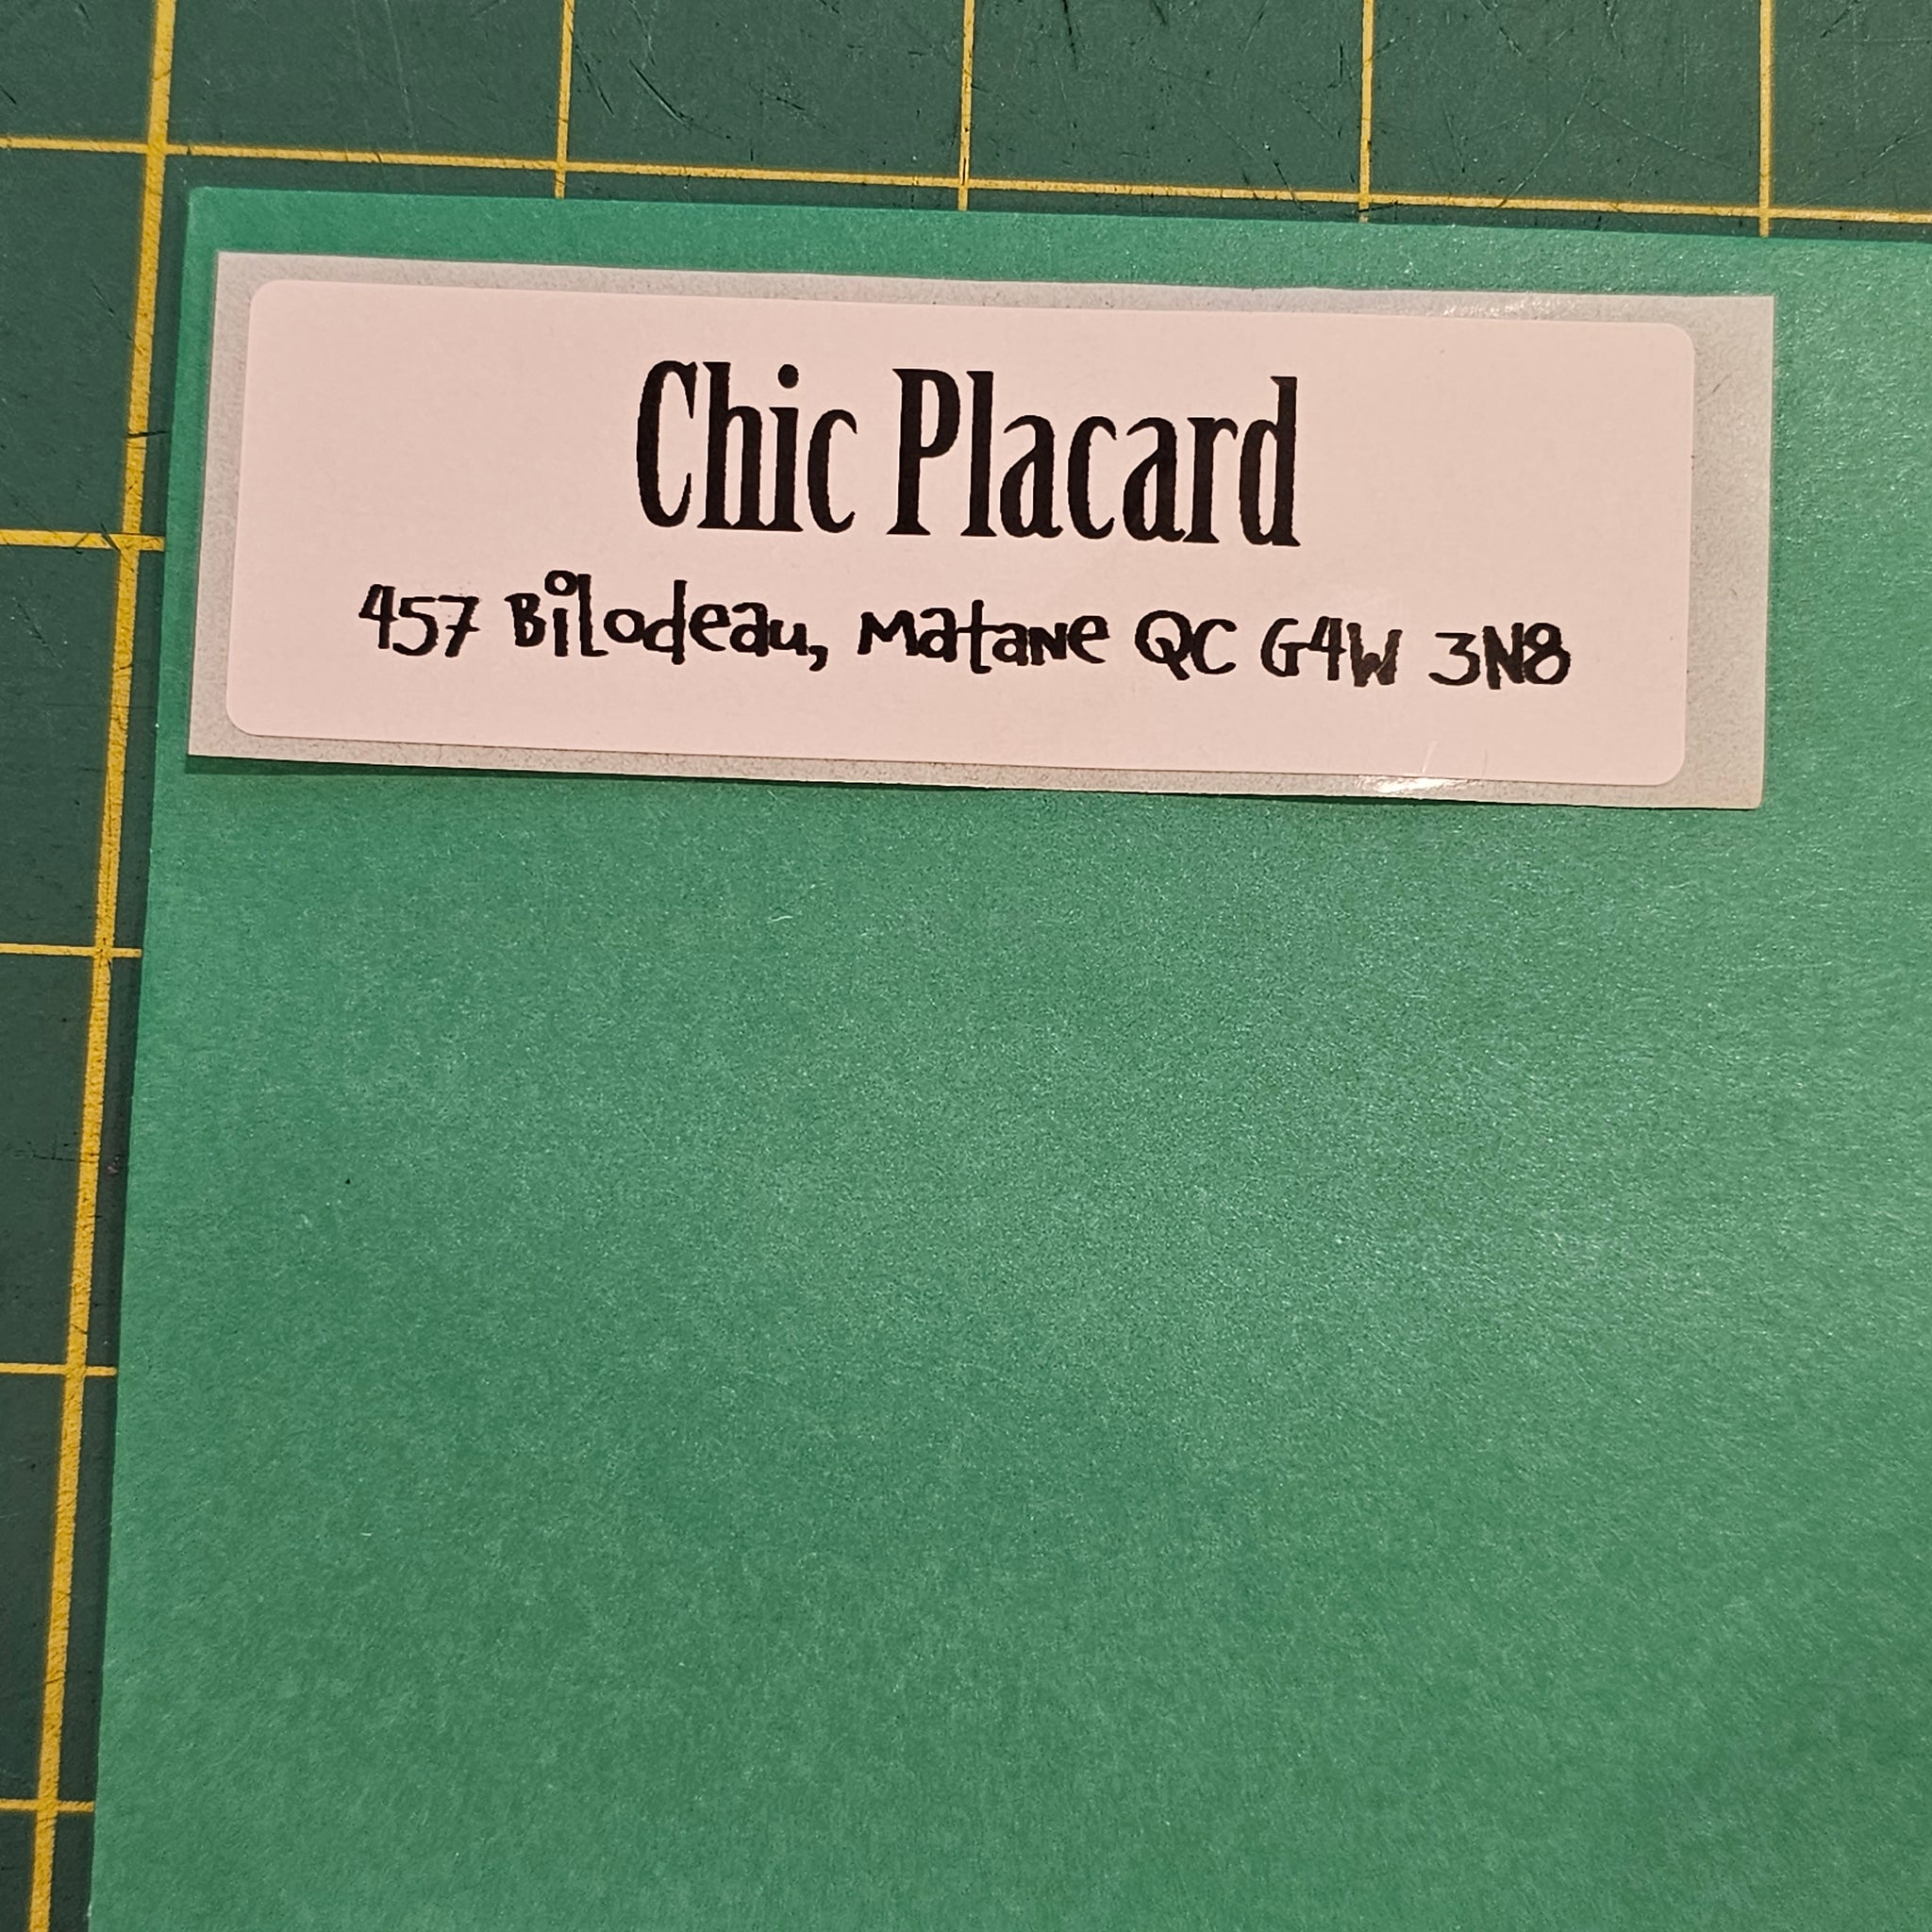 Chic Placard
457 Bilodeau, Matane QC G4W 3N8